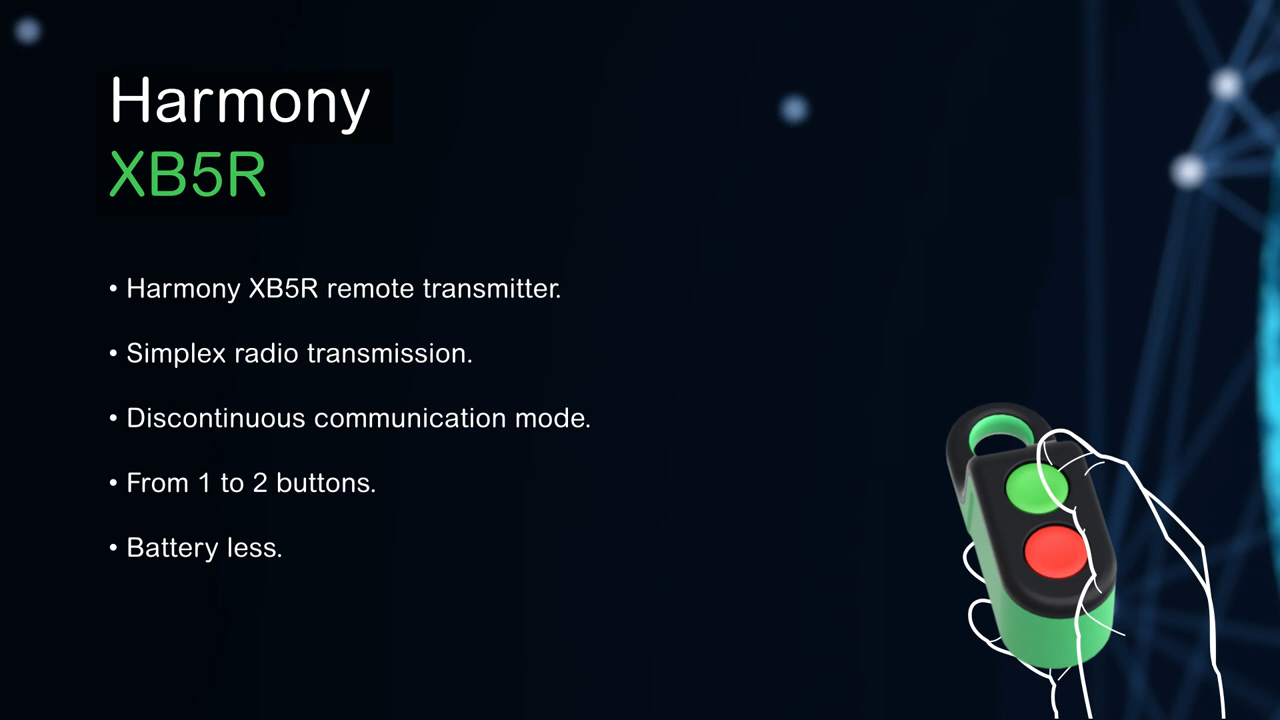 Harmony
XB5R
• Harmony XB5R remote transmitter.
• Simplex radio transmission.
• Discontinuous communication mode.
• From 1 to 2 buttons.
• Battery less.